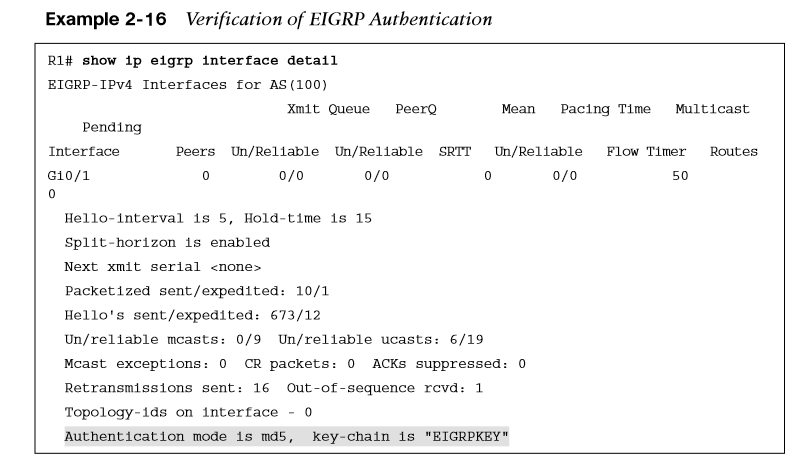 Example 2-16 Verification of EIGRP Authentication
R1# show ip eigrp interface detail
EIGRP-IPv4 Interfaces for AS(100)
Xmit Queue PeerQ Mean Pacing Time Multicast
Pending
Interface Peers Un/Reliable Un/Reliable SRTT Un/Reliable Flow Timer Routes
Gi0/1 0 0/0 0/0 0 0/0 50
0
Hello-interval is 5, Hold-time is 15
Split-horizon is enabled
Next xmit serial <none>
Packetized sent/expedited: 10/1
Hello's sent/expedited: 673/12
Un/reliable mcasts: 0/9 Un/reliable ucasts: 6/19
Mcast exceptions: 0 CR packets: 0 ACKs suppressed: 0
Retransmissions sent: 16 Out-of-sequence rcvd: 1
Topology-ids on interface - 0
Authentication mode is md5, key-chain is "EIGRPKEY"